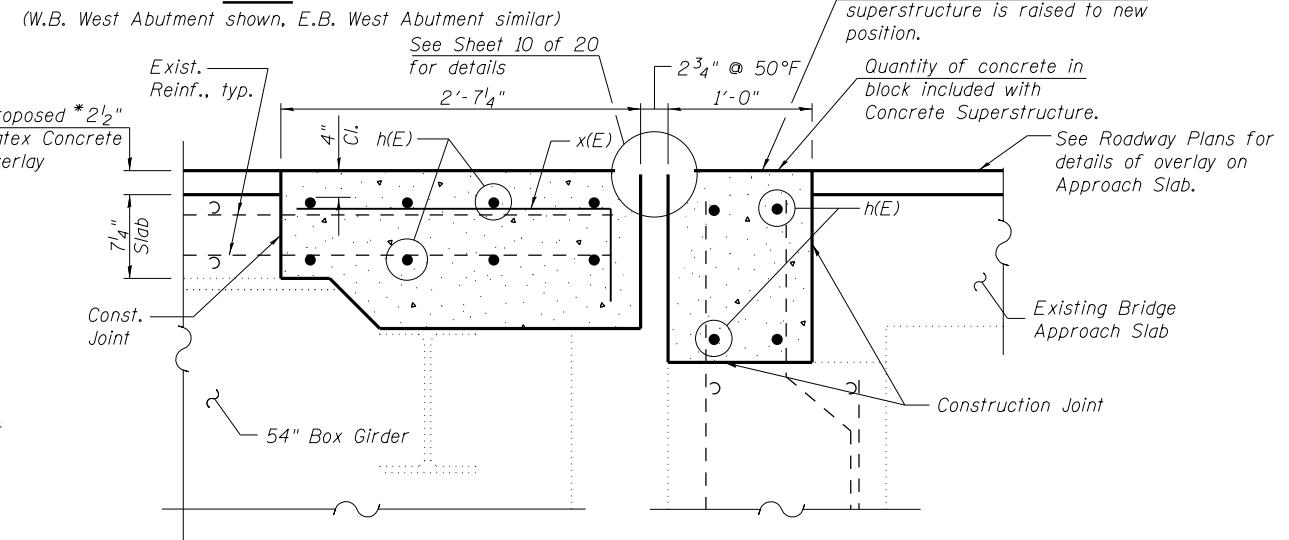 (W.B. West Abutment shown, E.B. West Abutment similar)
superstructure is raised to new
position.
See Sheet 10 of 20
for details
Exist.
Reinf., typ.
2¾" @ 50°F
Quantity of concrete in
block included with
Concrete Superstructure.
2'-7¼"
1'-0"
roposed *2½"
atex Concrete
verlay
4"
Cl.
h(E)
x(E)
See Roadway Plans for
details of overlay on
Approach Slab.
h(E)
7¼"
Slab
Const.
Joint
Existing Bridge
Approach Slab
Construction Joint
54" Box Girder